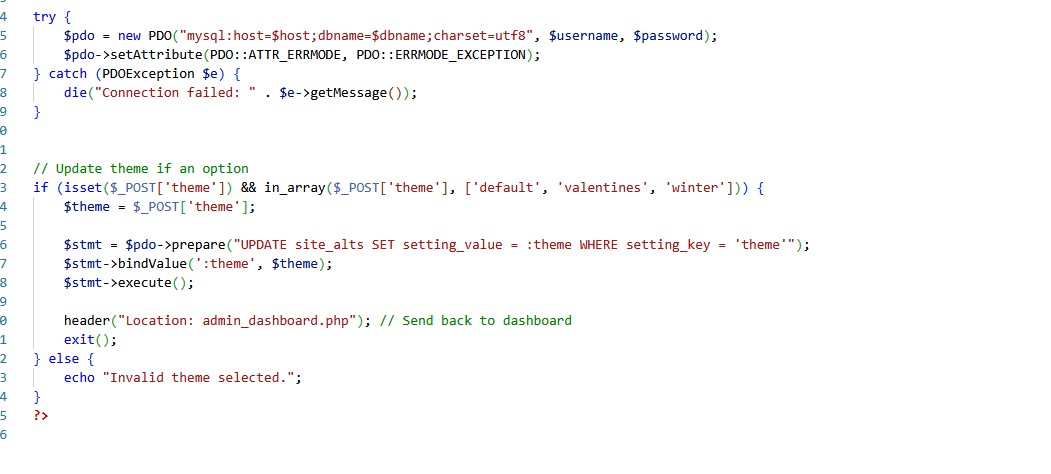 4 try {
5     $pdo = new PDO("mysql:host=$host;dbname=$dbname;charset=utf8", $username, $password);
6     $pdo->setAttribute(PDO::ATTR_ERRMODE, PDO::ERRMODE_EXCEPTION);
7 } catch (PDOException $e) {
8     die("Connection failed: " . $e->getMessage());
9 }
0
1
2 // Update theme if an option
3 if (isset($_POST['theme']) && in_array($_POST['theme'], ['default', 'valentines', 'winter'])) {
4     $theme = $_POST['theme'];
5
6     $stmt = $pdo->prepare("UPDATE site_alts SET setting_value = :theme WHERE setting_key = 'theme'");
7     $stmt->bindValue(':theme', $theme);
8     $stmt->execute();
9
0     header("Location: admin_dashboard.php"); // Send back to dashboard
1     exit();
2 } else {
3     echo "Invalid theme selected.";
4 }
5 ?>
6